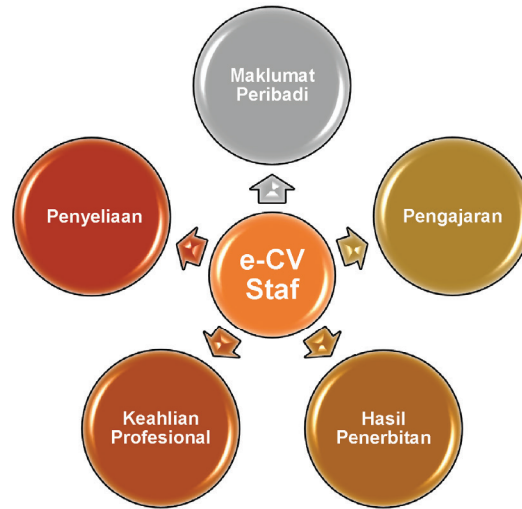 Maklumat
Peribadi
Penyeliaan
Pengajaran
e-CV
Staf
Keahlian
Profesional
Hasil
Penerbitan